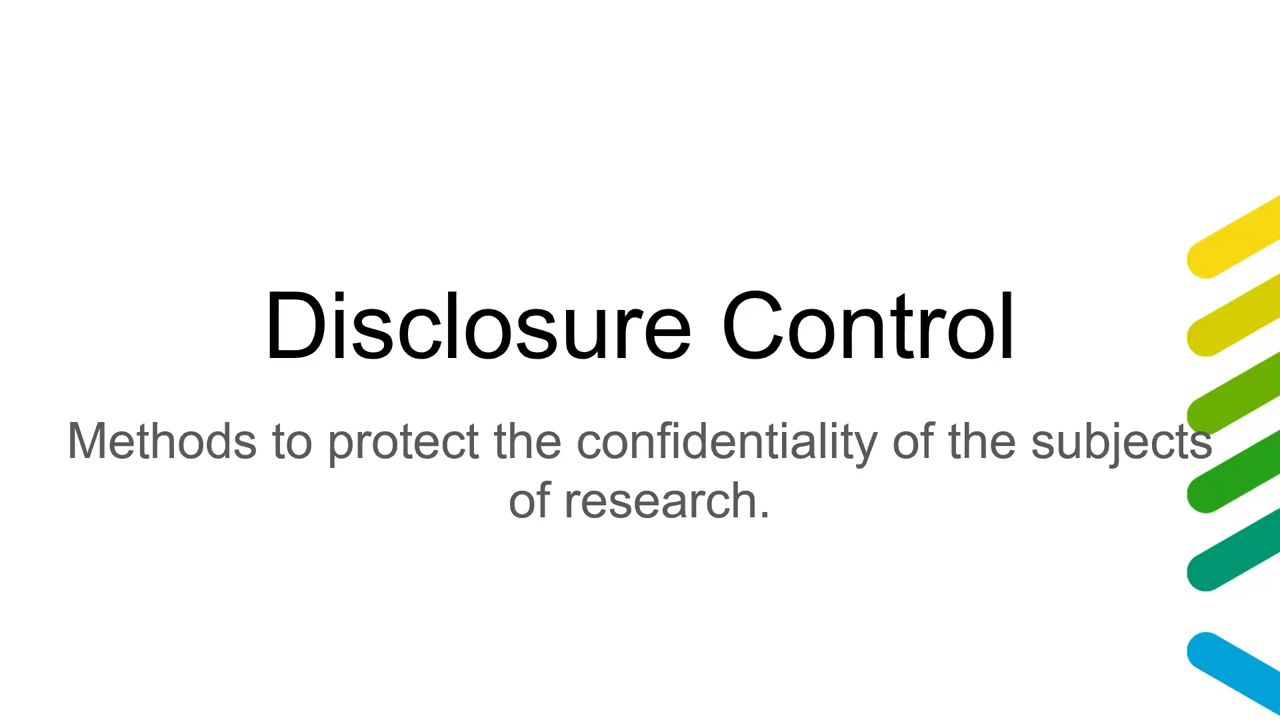 Disclosure Control
Methods to protect the confidentiality of the subjects
of research.